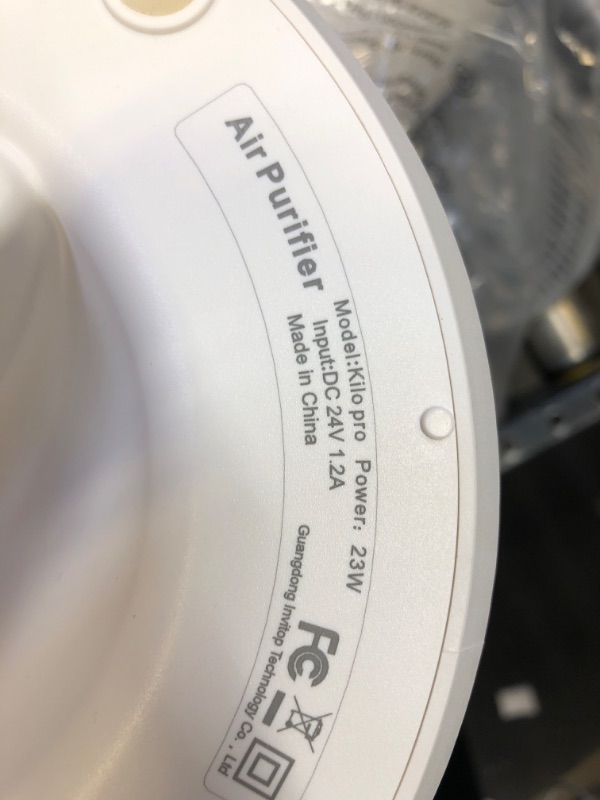 Air Purifier
Model:Kilo pro Power: 23W
Input:DC 24V 1.2A
Made in China
FC
Guangdong Invitop Technology Co. , Ltd